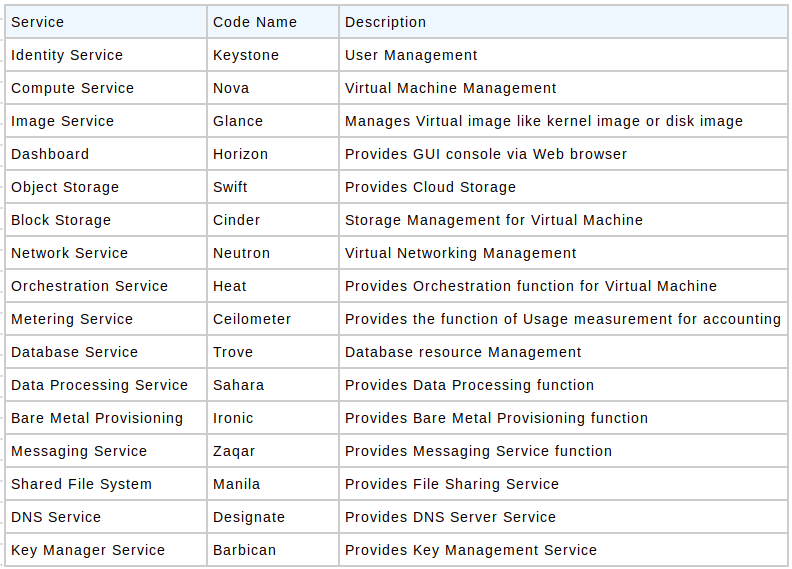 Service Code Name Description
Identity Service Keystone User Management
Compute Service Nova Virtual Machine Management
Image Service Glance Manages Virtual image like kernel image or disk image
Dashboard Horizon Provides GUI console via Web browser
Object Storage Swift Provides Cloud Storage
Block Storage Cinder Storage Management for Virtual Machine
Network Service Neutron Virtual Networking Management
Orchestration Service Heat Provides Orchestration function for Virtual Machine
Metering Service Ceilometer Provides the function of Usage measurement for accounting
Database Service Trove Database resource Management
Data Processing Service Sahara Provides Data Processing function
Bare Metal Provisioning Ironic Provides Bare Metal Provisioning function
Messaging Service Zaqar Provides Messaging Service function
Shared File System Manila Provides File Sharing Service
DNS Service Designate Provides DNS Server Service
Key Manager Service Barbican Provides Key Management Service